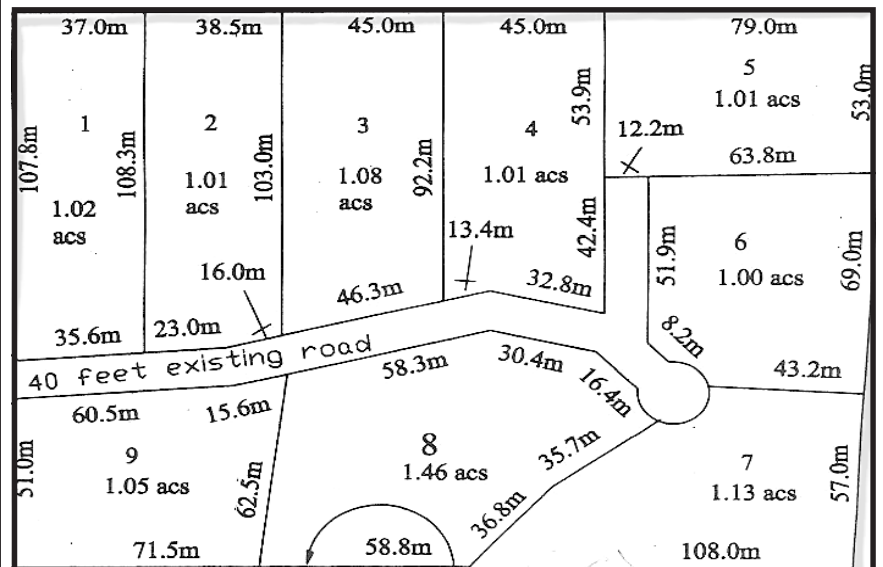 37.0m
38.5m
45.0m
45.0m
79.0m
1
2
3
4
5
1.01 acs
107.8m
108.3m
103.0m
92.2m
53.9m
53.0m
12.2m
63.8m
1.02
acs
1.01
acs
1.08
acs
1.01 acs
13.4m
42.4m
51.9m
6
1.00 acs
69.0m
16.0m
46.3m
32.8m
35.6m
23.0m
8.2m
43.2m
40 feet existing road
58.3m
30.4m
16.4m
60.5m
15.6m
51.0m
9
1.05 acs
62.5m
71.5m
8
1.46 acs
35.7m
36.8m
58.8m
7
1.13 acs
57.0m
108.0m